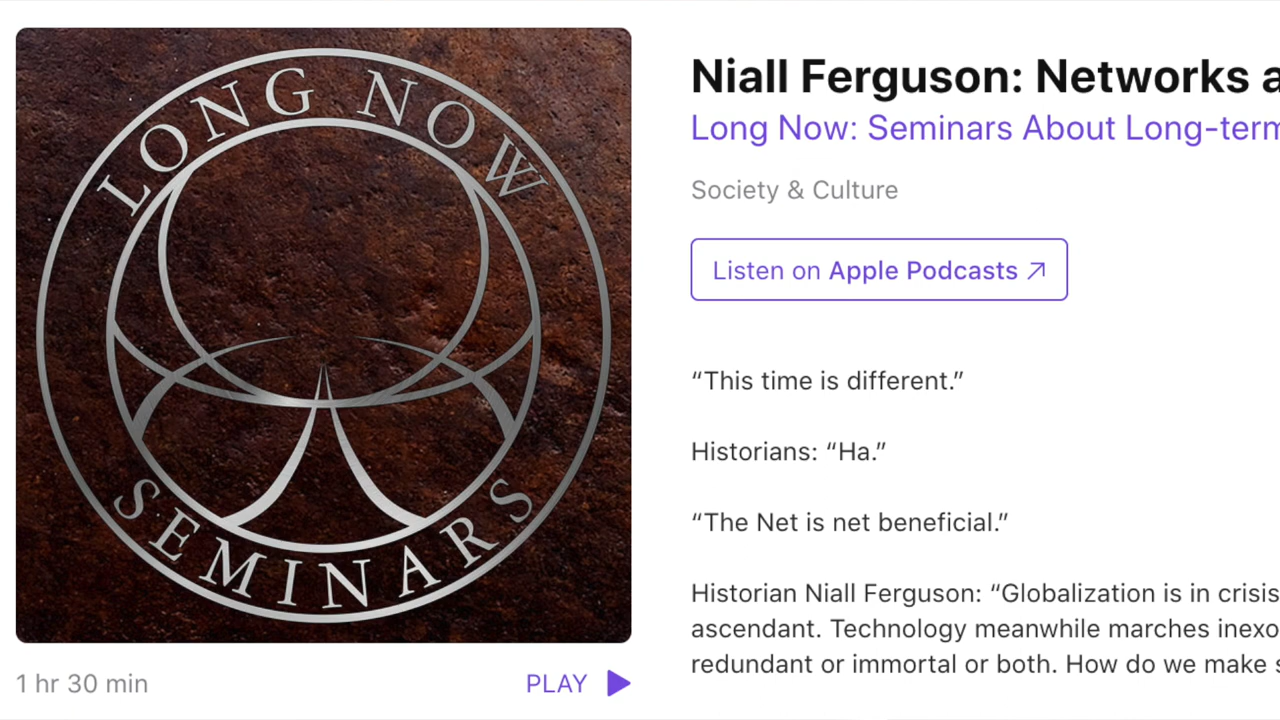 LONG NOW
SEMINARS
1 hr 30 min
PLAY
Niall Ferguson: Networks a
Long Now: Seminars About Long-term
Society & Culture
Listen on Apple Podcasts ↗
“This time is different.”
Historians: “Ha.”
“The Net is net beneficial.”
Historian Niall Ferguson: “Globalization is in crisis
ascendant. Technology meanwhile marches inexo
redundant or immortal or both. How do we make s